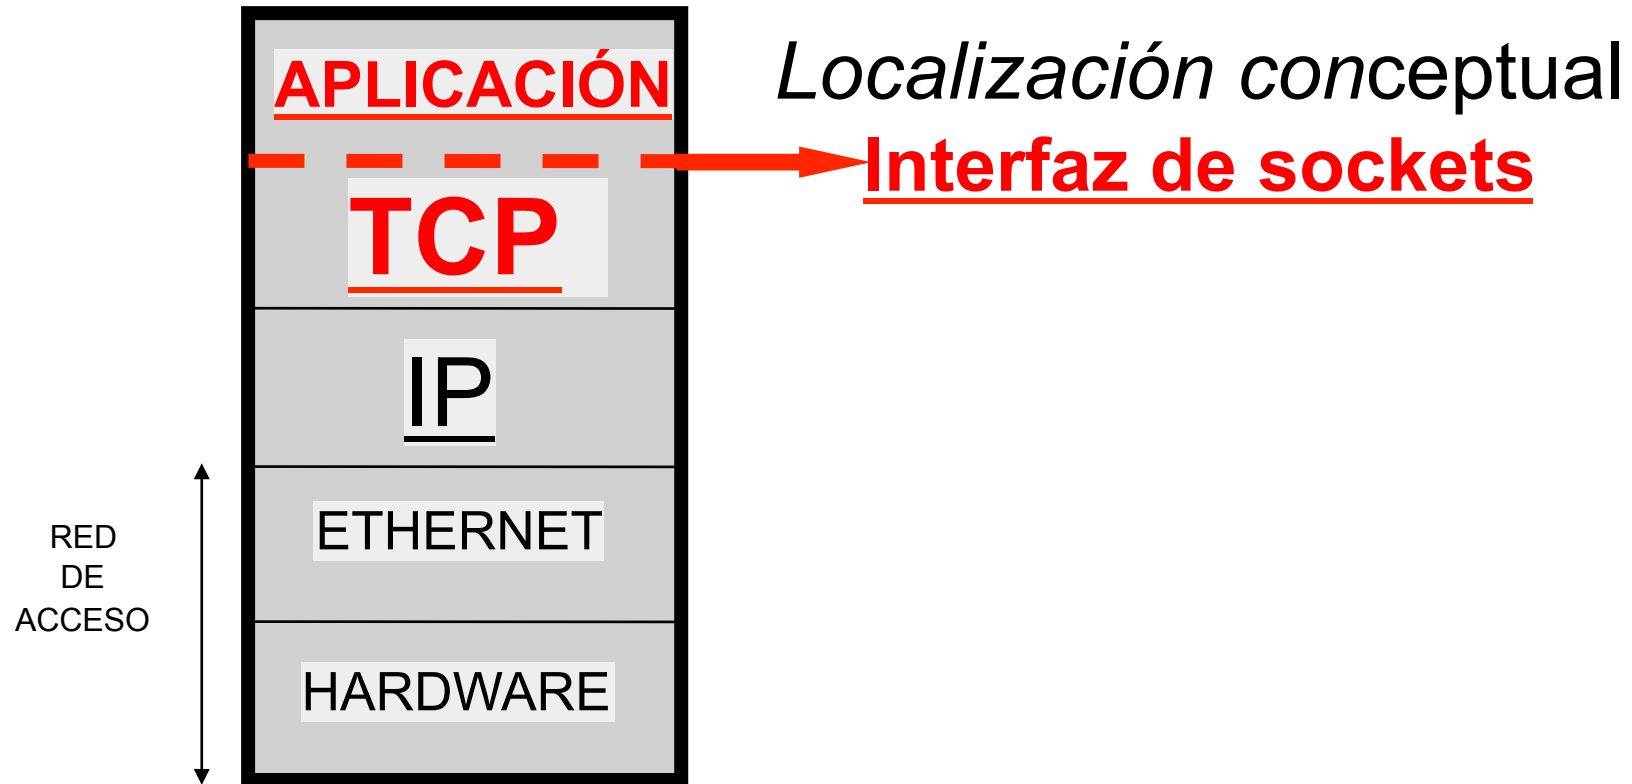 APLICACIÓN
Localización conceptual
Interfaz de sockets
TCP
IP
ETHERNET
RED
DE
ACCESO
HARDWARE